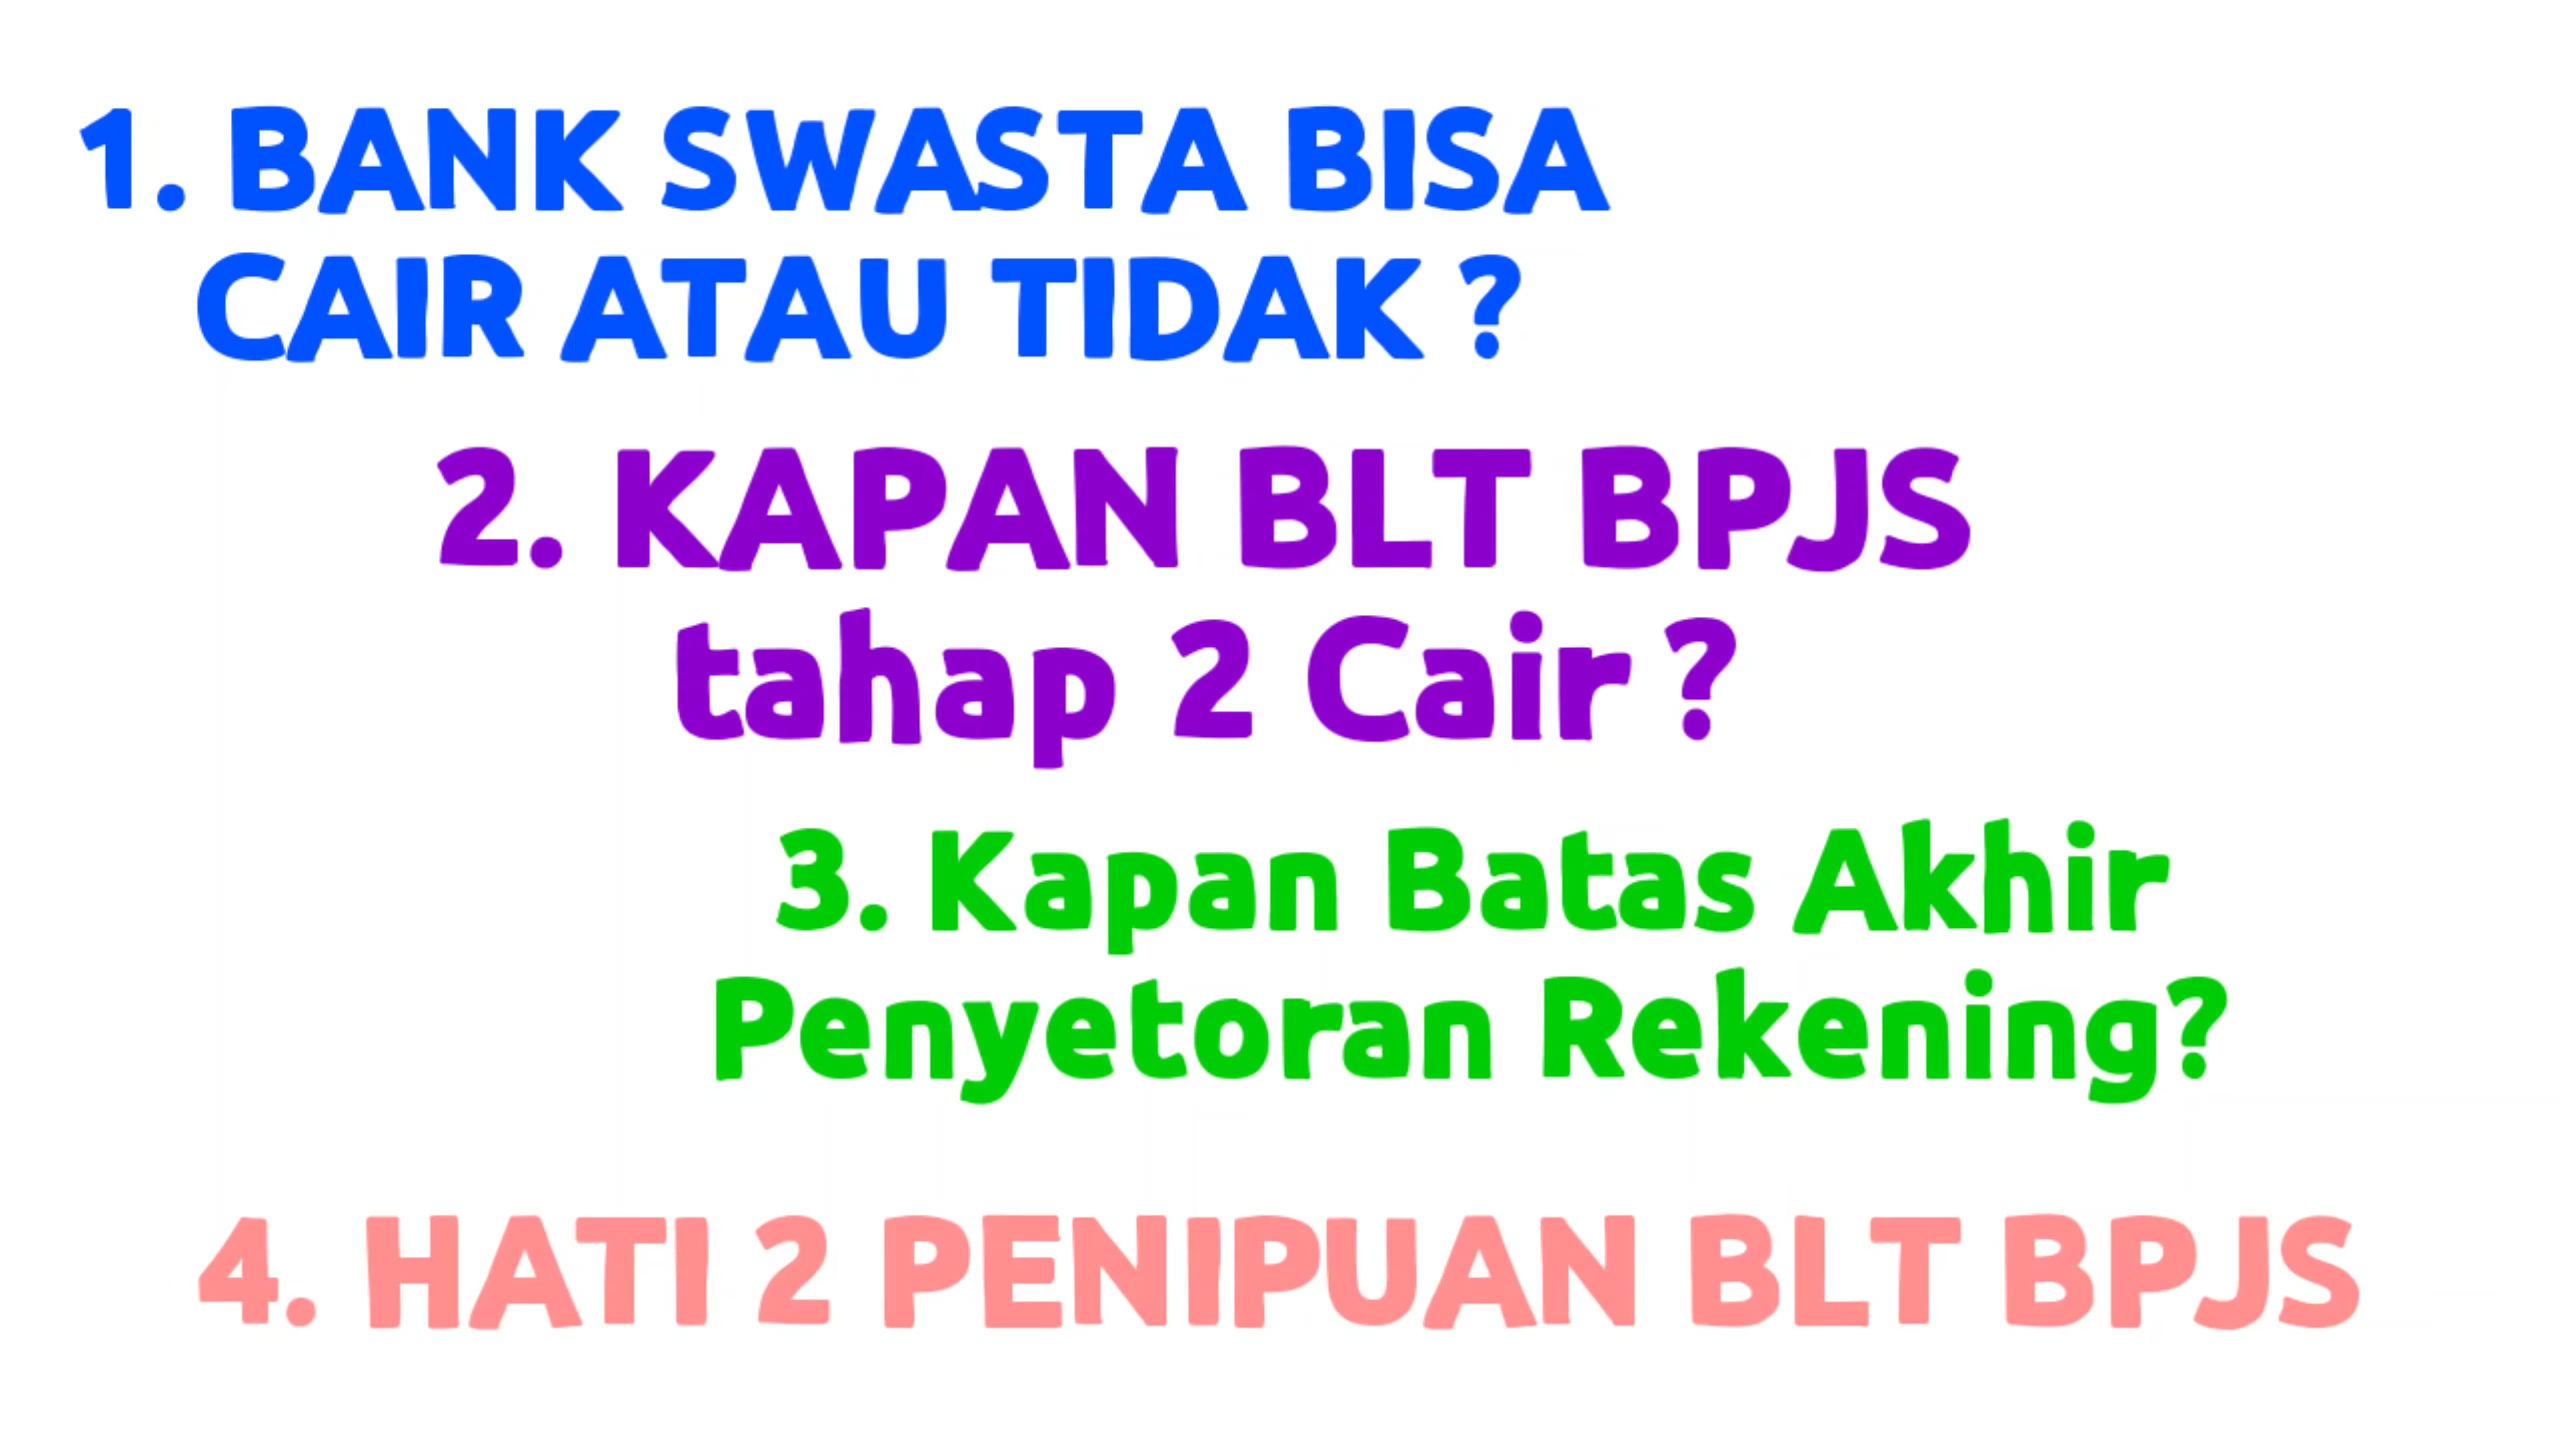 1. BANK SWASTA BISA
CAIR ATAU TIDAK ?
2. KAPAN BLT BPJS
tahap 2 Cair ?
3. Kapan Batas Akhir
Penyetoran Rekening?
4. HATI 2 PENIPUAN BLT BPJS